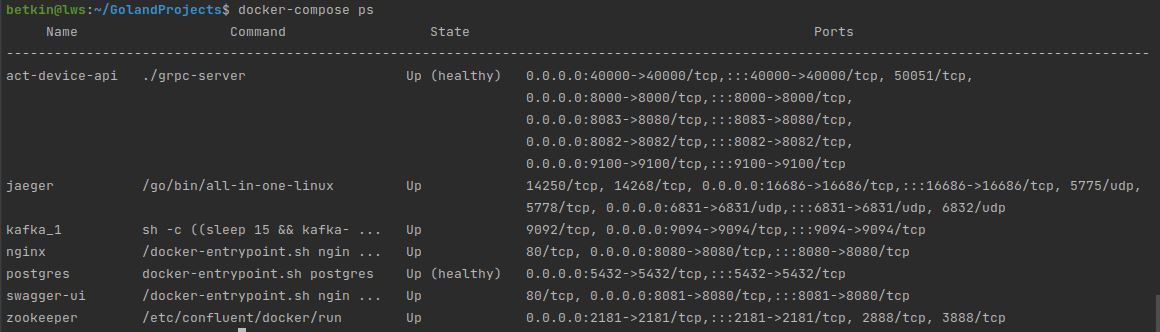 betkin@lws:~/GolandProjects$ docker-compose ps
Name Command State Ports
----------------------------------------------------------------------------------------------------------------------------------------------
act-device-api ./grpc-server Up (healthy) 0.0.0.0:40000->40000/tcp,:::40000->40000/tcp, 50051/tcp,
0.0.0.0:8000->8000/tcp,:::8000->8000/tcp,
0.0.0.0:8083->8080/tcp,:::8083->8080/tcp,
0.0.0.0:8082->8082/tcp,:::8082->8082/tcp,
0.0.0.0:9100->9100/tcp,:::9100->9100/tcp
jaeger /go/bin/all-in-one-linux Up 14250/tcp, 14268/tcp, 0.0.0.0:16686->16686/tcp,:::16686->16686/tcp, 5775/udp,
5778/tcp, 0.0.0.0:6831->6831/udp,:::6831->6831/udp, 6832/udp
kafka_1 sh -c ((sleep 15 && kafka- ... Up 9092/tcp, 0.0.0.0:9094->9094/tcp,:::9094->9094/tcp
nginx /docker-entrypoint.sh ngin ... Up 80/tcp, 0.0.0.0:8080->8080/tcp,:::8080->8080/tcp
postgres docker-entrypoint.sh postgres Up (healthy) 0.0.0.0:5432->5432/tcp,:::5432->5432/tcp
swagger-ui /docker-entrypoint.sh ngin ... Up 80/tcp, 0.0.0.0:8081->8080/tcp,:::8081->8080/tcp
zookeeper /etc/confluent/docker/run Up 0.0.0.0:2181->2181/tcp,:::2181->2181/tcp, 2888/tcp, 3888/tcp